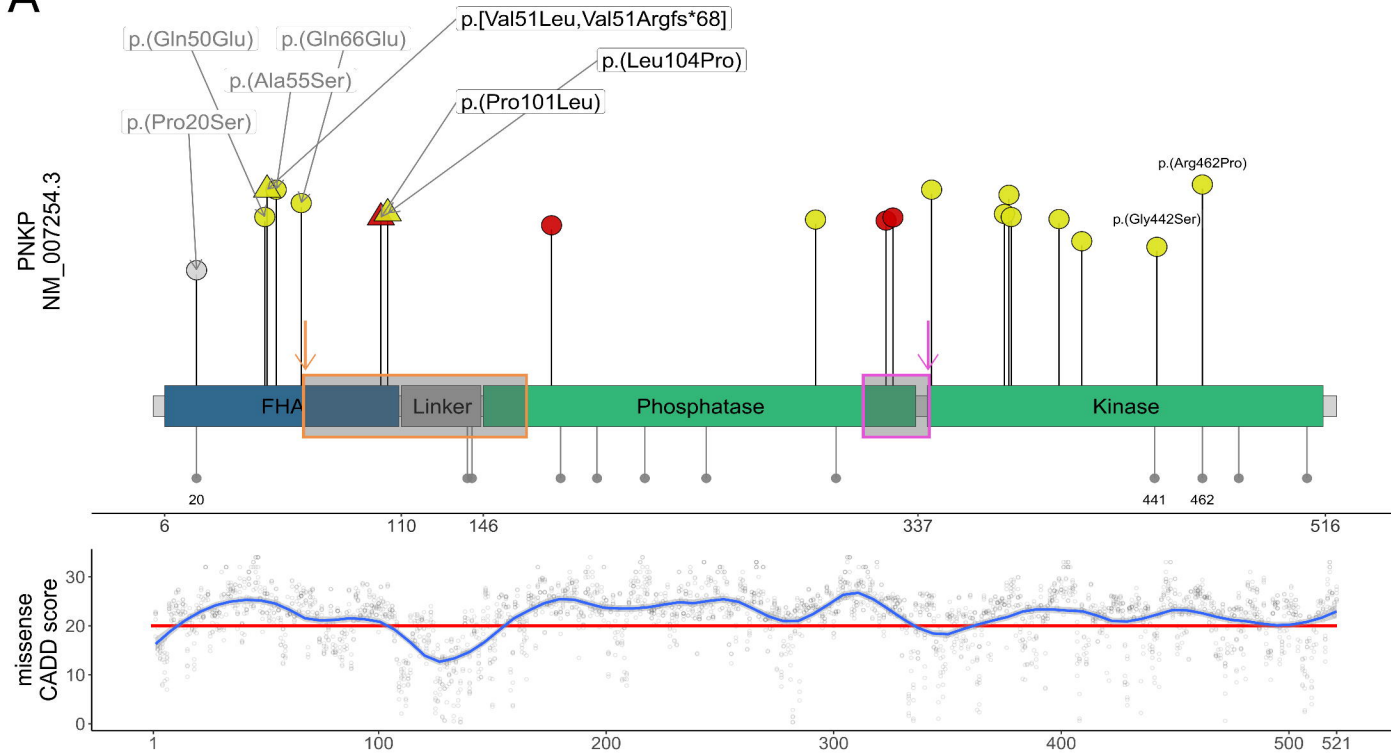 A
p.[Val51Leu,Val51Argfs*68]
p.(Gln50Glu) p.(Gln66Glu)
p.(Leu104Pro)
p.(Ala55Ser)
p.(Pro101Leu)
p.(Pro20Ser)
p.(Arg462Pro)
p.(Gly442Ser)
PNKP
NM_007254.3
FHA Linker Phosphatase Kinase
20 441 462
6 110 146 337 516
missense
CADD score
30
20
10
0
1 100 200 300 400 500 521